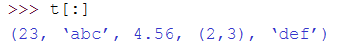 >>> t[:]
(23, ‘abc’, 4.56, (2,3), ‘def’)